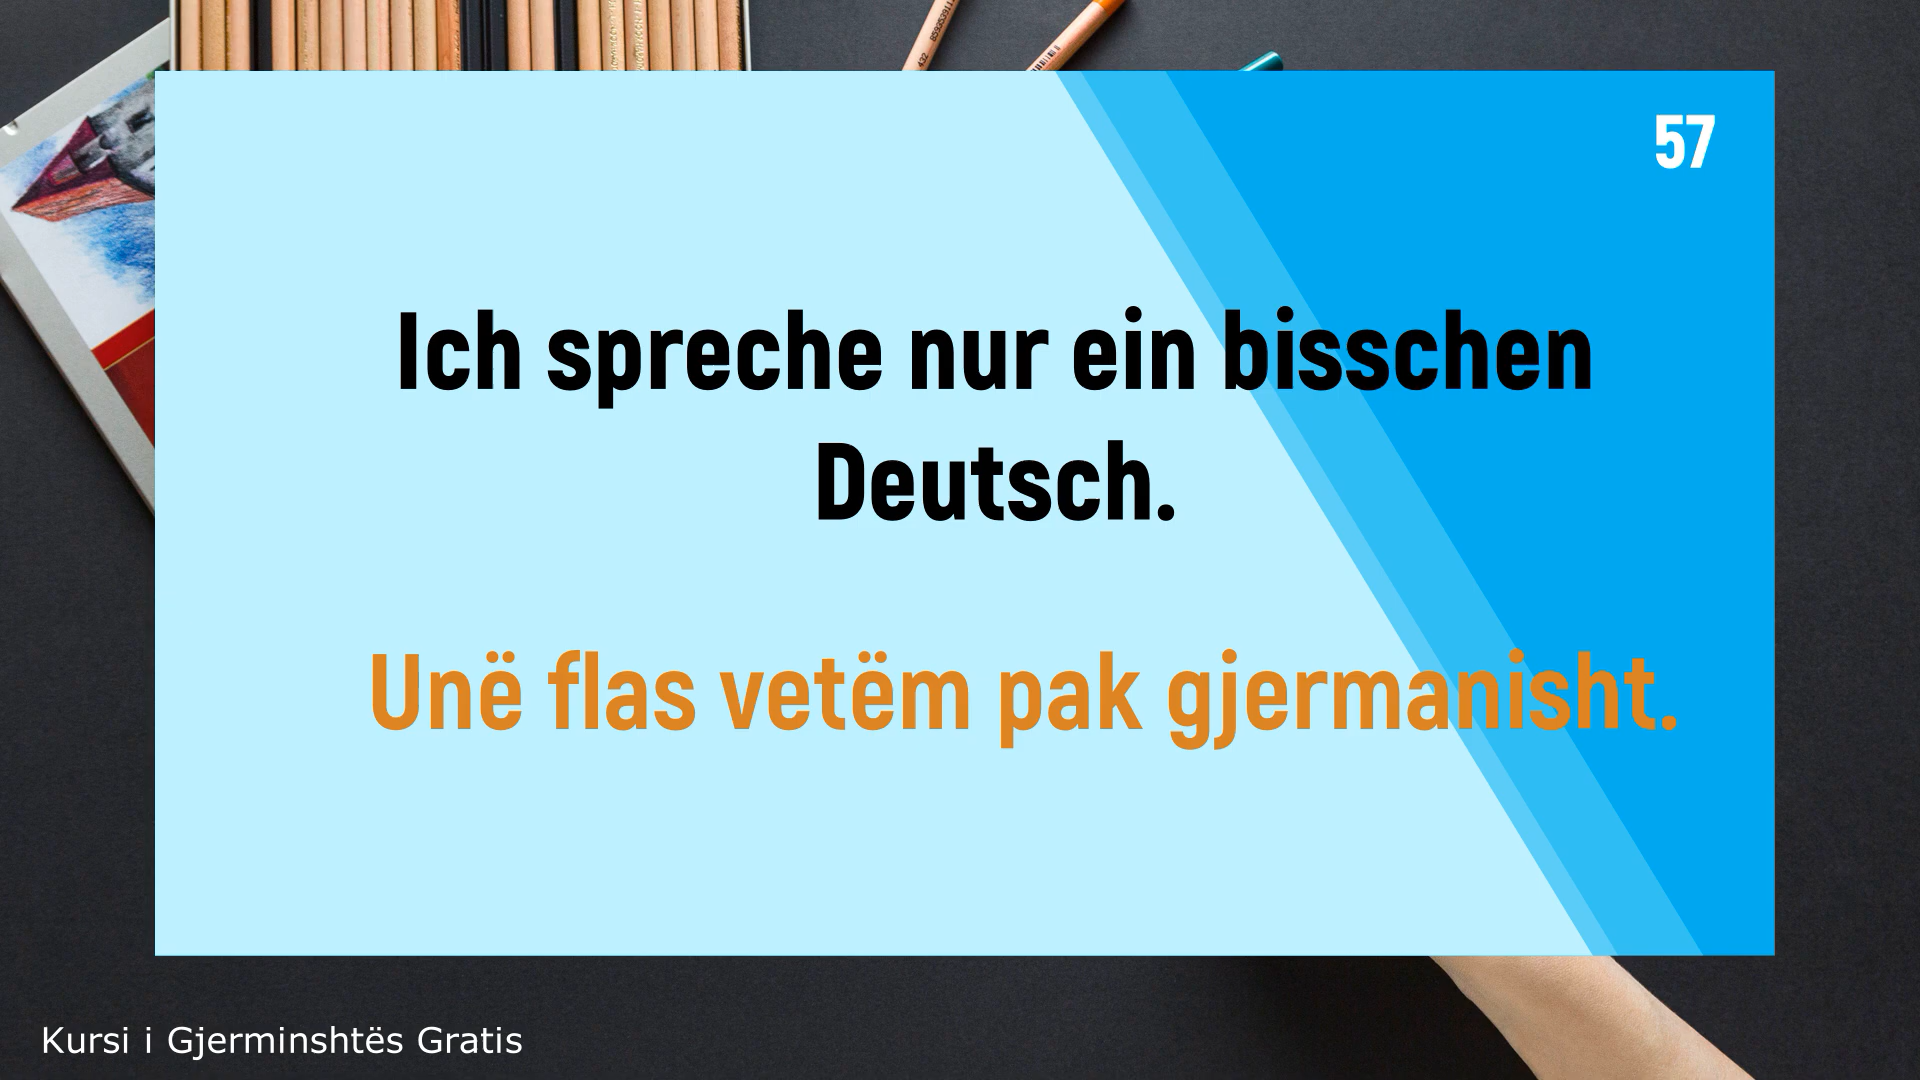 57
Ich spreche nur ein bisschen
Deutsch.
Unë flas vetëm pak gjermanisht.
Kursi i Gjerminshtës Gratis